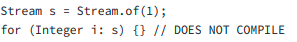 Stream s = Stream.of(1);
for (Integer i: s) {} // DOES NOT COMPILE